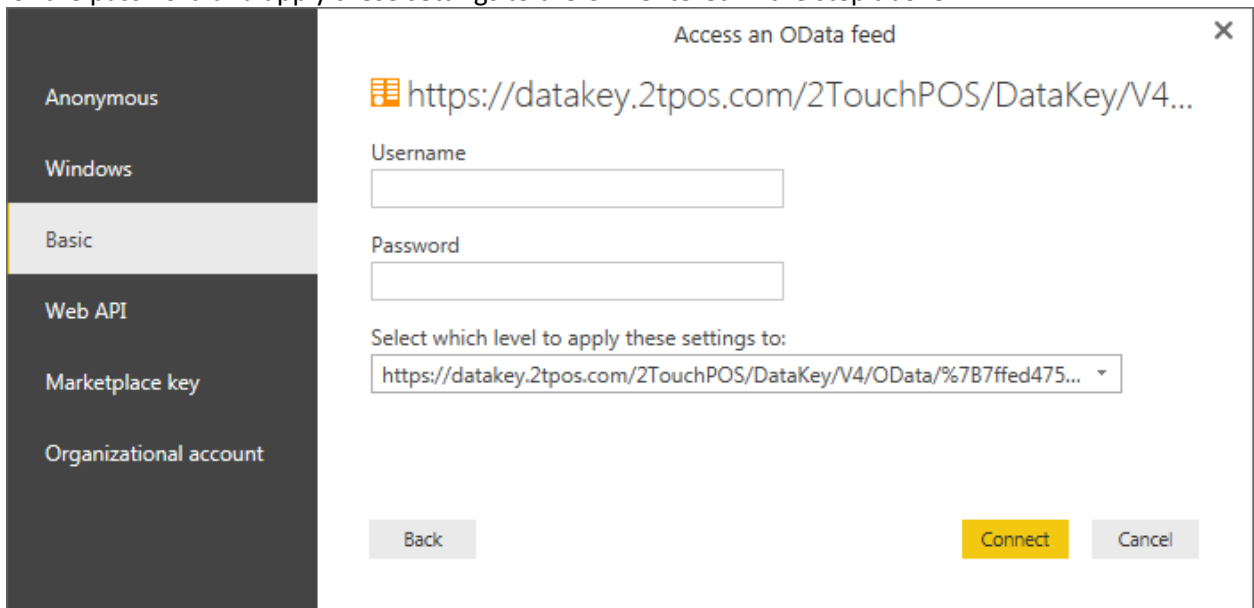 Access an OData feed
Anonymous
Windows
Basic
Web API
Marketplace key
Organizational account
https://datakey.2tpos.com/2TouchPOS/DataKey/V4...
Username
Password
Select which level to apply these settings to:
https://datakey.2tpos.com/2TouchPOS/DataKey/V4/OData/%7B7ffed475...
Back
Connect
Cancel